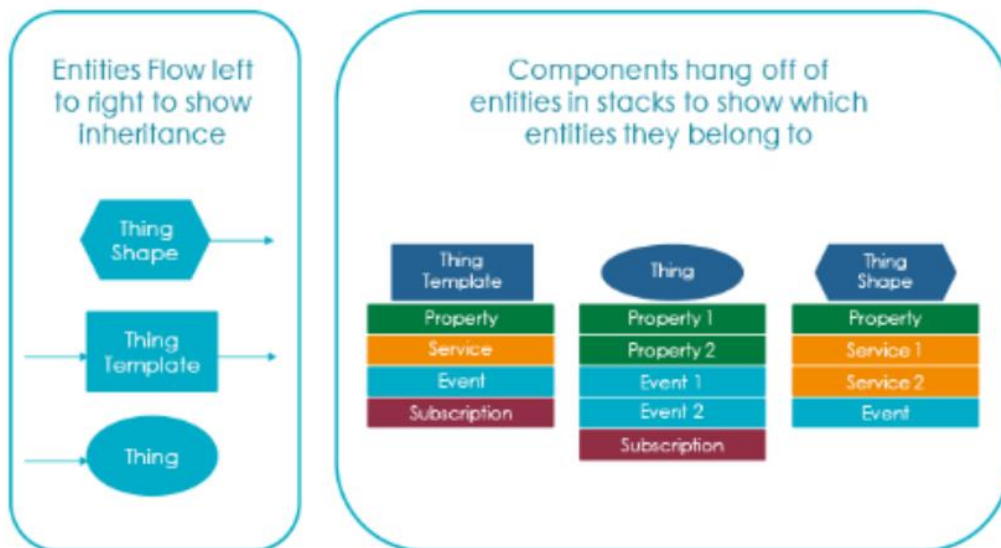 Entities Flow left
to right to show
inheritance
Thing
Shape
Thing
Template
Thing
Components hang off of
entities in stacks to show which
entities they belong to
Thing
Template
Property
Service
Event
Subscription
Thing
Property 1
Property 2
Event 1
Event 2
Subscription
Thing
Shape
Property
Service 1
Service 2
Event